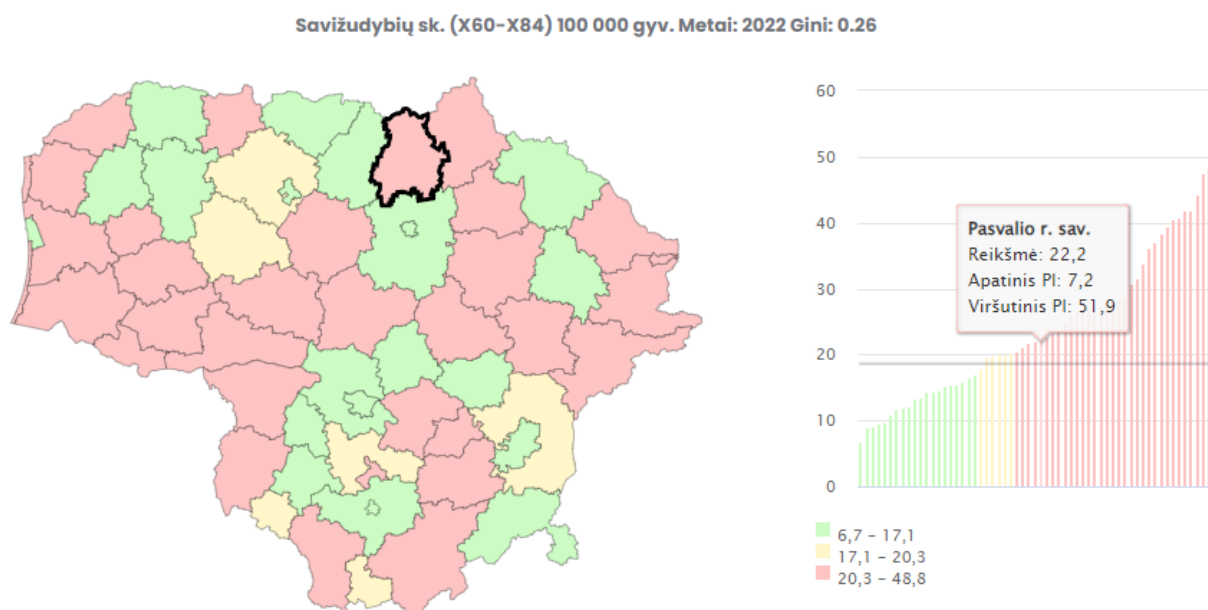 Savižudybių sk. (X60-X84) 100 000 gyv. Metai: 2022 Gini: 0.26
60
50
40
30
20
10
0
Pasvalio r. sav.
Reikšmė: 22,2
Apatinis PI: 7,2
Viršutinis PI: 51,9
6,7 - 17,1
17,1 - 20,3
20,3 - 48,8